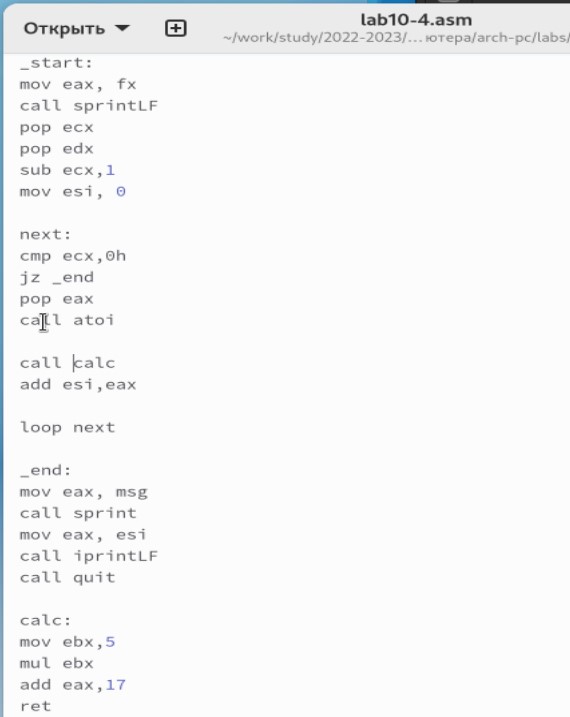 Открыть
lab10-4.asm
~/work/study/2022-2023/... ютера/arch-pc/labs/
_start:
mov eax, fx
call sprintLF
pop ecx
pop edx
sub ecx,1
mov esi, 0
next:
cmp ecx,0h
jz _end
pop eax
call atoi
call calc
add esi,eax
loop next
_end:
mov eax, msg
call sprint
mov eax, esi
call iprintLF
call quit
calc:
mov ebx,5
mul ebx
add eax,17
ret